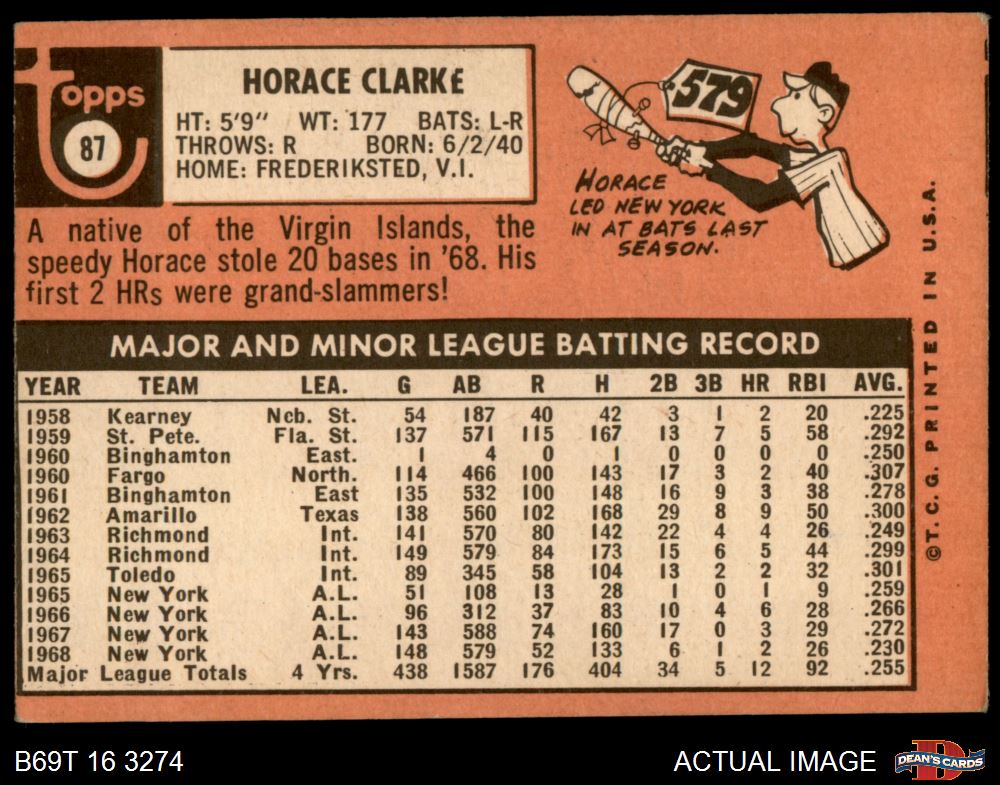 Topps
87
HORACE CLARKE
HT: 5'9" WT: 177 BATS: L-R
THROWS: R BORN: 6/2/40
HOME: FREDERIKSTED, V.I.
579
HORACE
LED NEW YORK
IN AT BATS LAST
SEASON.
A native of the Virgin Islands, the
speedy Horace stole 20 bases in '68. His
first 2 HRs were grand-slammers!
MAJOR AND MINOR LEAGUE BATTING RECORD
YEAR TEAM LEA. G AB R H 2B 3B HR RBI AVG.
1958 Kearney Neb. St. 54 187 40 42 3 1 2 20 .225
1959 St. Pete. Fla. St. 137 571 115 167 13 7 5 58 .292
1960 Binghamton East. 1 4 0 1 0 0 0 0 .250
1960 Fargo North. 114 466 100 143 17 3 2 40 .307
1961 Binghamton East 135 532 100 148 16 9 3 38 .278
1962 Amarillo Texas 138 560 102 168 29 8 9 50 .300
1963 Richmond Int. 141 570 80 142 22 4 4 26 .249
1964 Richmond Int. 149 579 84 173 15 6 5 44 .299
1965 Toledo Int. 89 345 58 104 13 2 2 32 .301
1965 New York A.L. 51 108 13 28 1 0 1 9 .259
1966 New York A.L. 96 312 37 83 10 4 6 28 .266
1967 New York A.L. 143 588 74 160 17 0 3 29 .272
1968 New York A.L. 148 579 52 133 6 1 2 26 .230
Major League Totals 4 Yrs. 438 1587 176 404 34 5 12 92 .255
©T.C.G. PRINTED IN U.S.A.
B69T 16 3274
ACTUAL IMAGE
DEAN'S CARDS